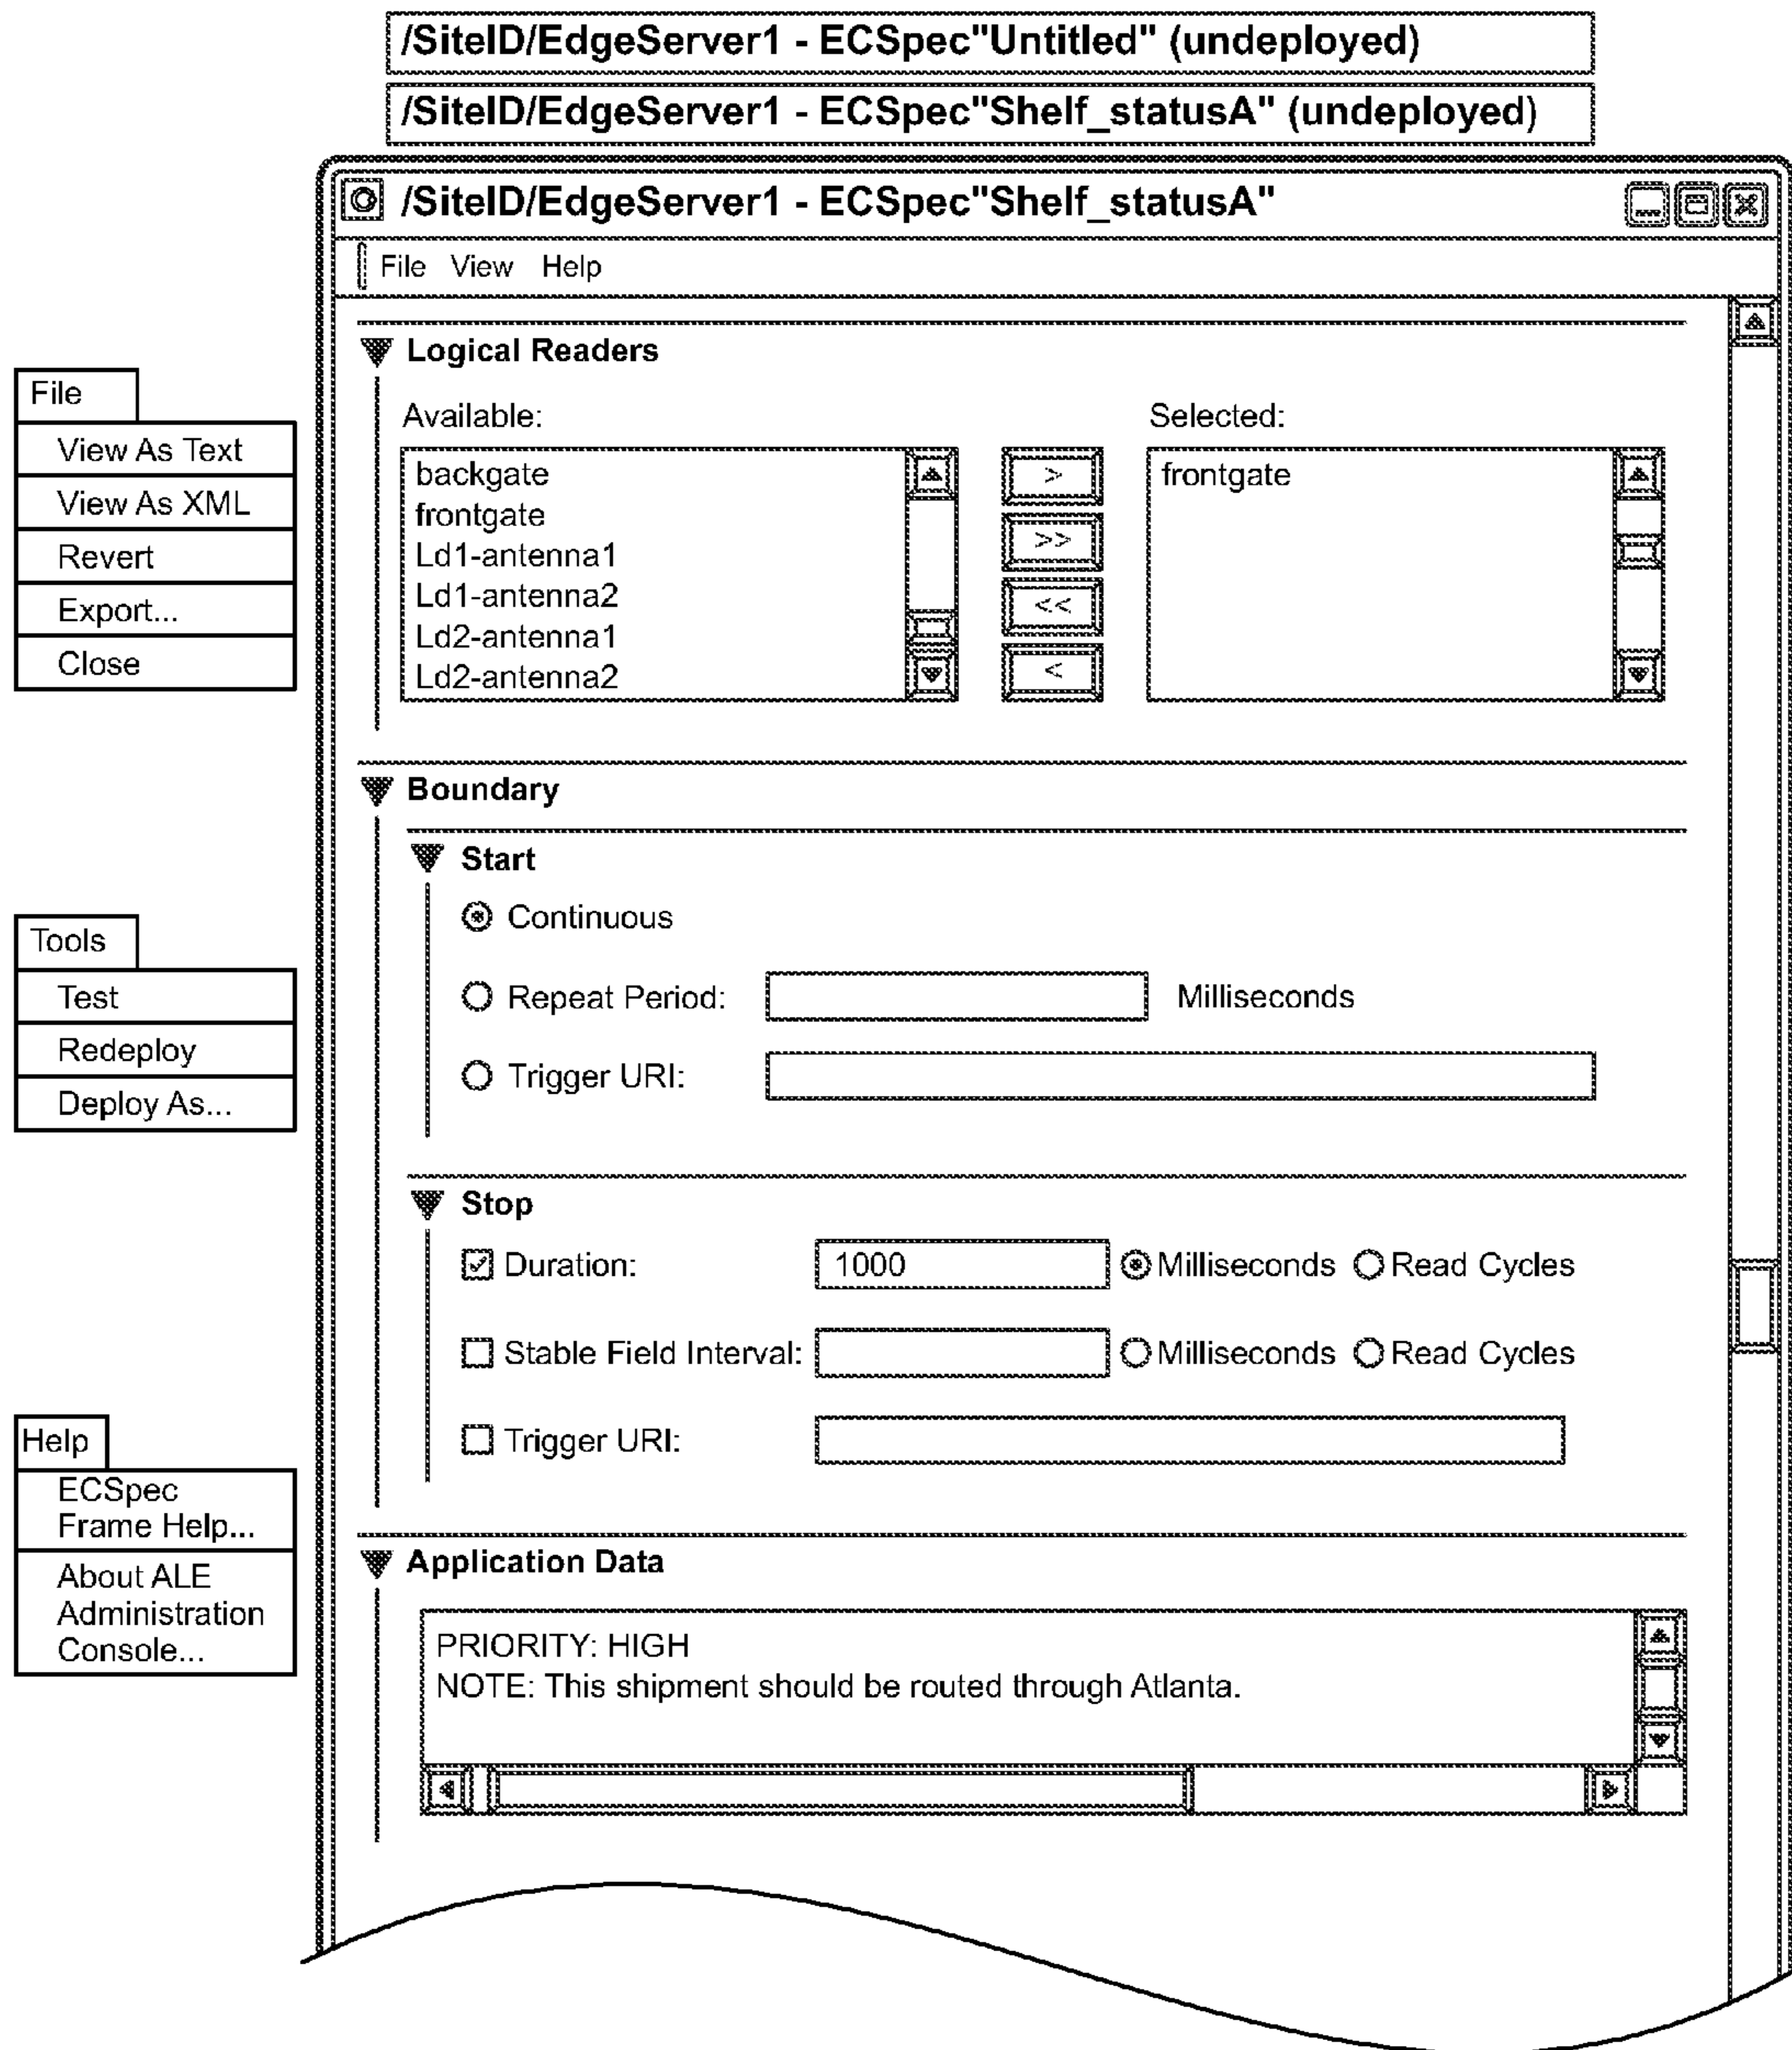 /SiteID/EdgeServer1 - ECSpec"Untitled" (undeployed)
/SiteID/EdgeServer1 - ECSpec"Shelf_statusA" (undeployed)
/SiteID/EdgeServer1 - ECSpec"Shelf_statusA"
File View Help
File
View As Text
View As XML
Revert
Export...
Close
Tools
Test
Redeploy
Deploy As...
Help
ECSpec
Frame Help...
About ALE
Administration
Console...
Logical Readers
Available:
backgate
frontgate
Ld1-antenna1
Ld1-antenna2
Ld2-antenna1
Ld2-antenna2
>
>>
<<
<
Selected:
frontgate
Boundary
Start
Continuous
Repeat Period: Milliseconds
Trigger URI:
Stop
Duration: 1000 Milliseconds Read Cycles
Stable Field Interval: Milliseconds Read Cycles
Trigger URI:
Application Data
PRIORITY: HIGH
NOTE: This shipment should be routed through Atlanta.